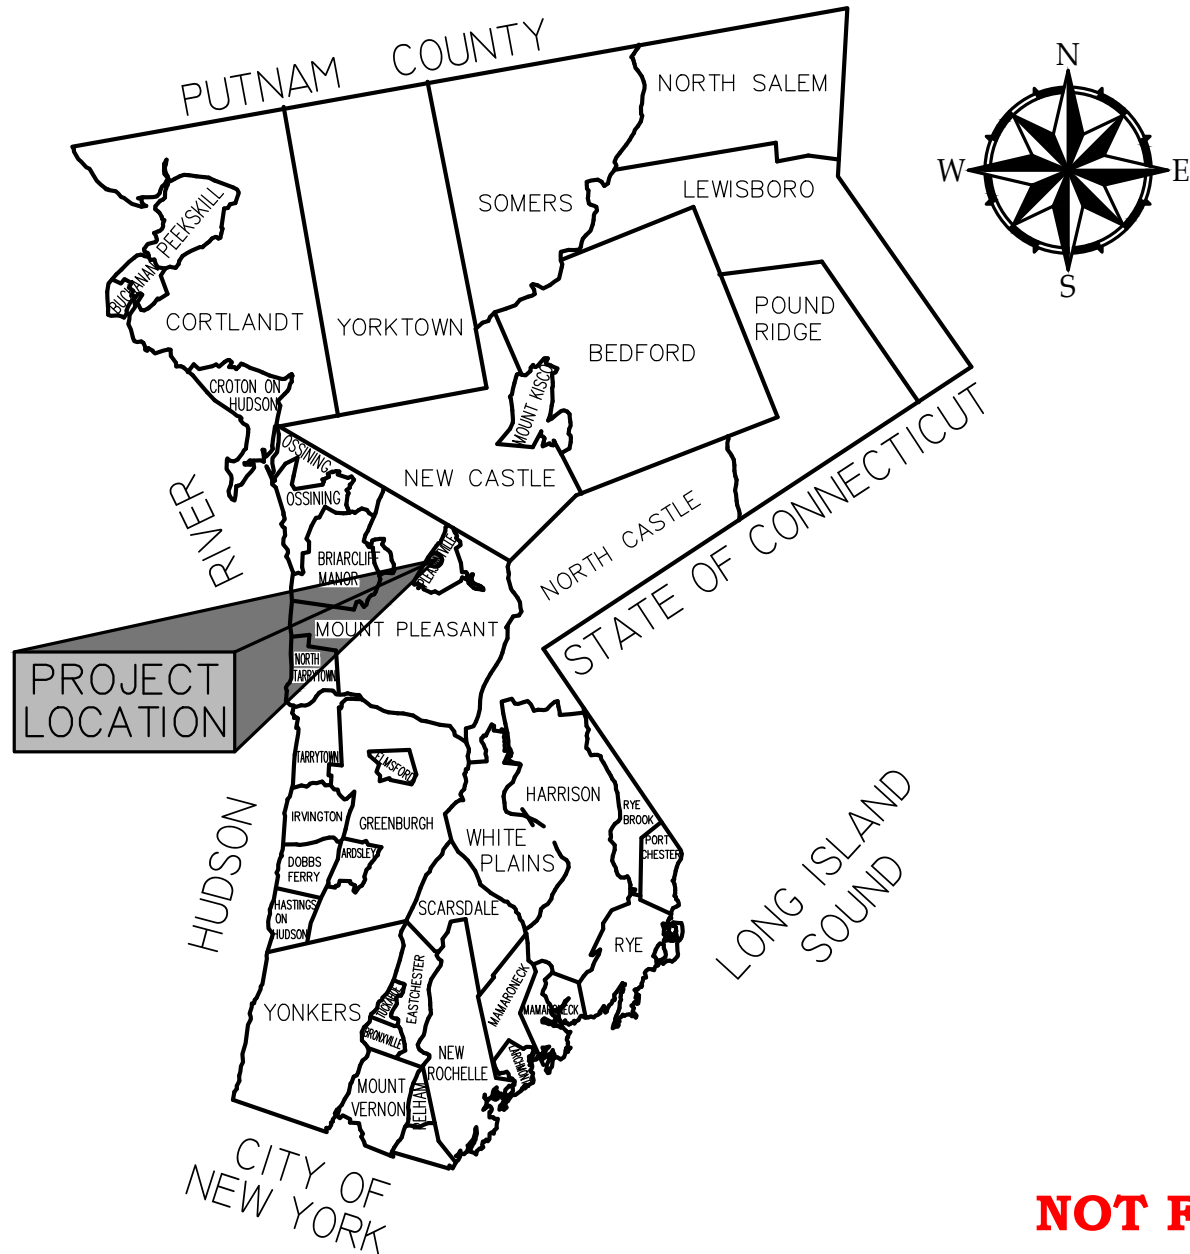 PUTNAM COUNTY
N
W
E
S
NORTH SALEM
LEWISBORO
SOMERS
PEEKSKILL
BUCHANAN
CORTLANDT
YORKTOWN
POUND
RIDGE
BEDFORD
CROTON ON
HUDSON
MOUNT KISCO
OSSINING
NEW CASTLE
OSSINING
NORTH CASTLE
STATE OF CONNECTICUT
HUDSON RIVER
BRIARCLIFF
MANOR
PLEASANTVILLE
MOUNT PLEASANT
PROJECT
LOCATION
NORTH
TARRYTOWN
TARRYTOWN
ELMSFORD
HARRISON
IRVINGTON
GREENBURGH
RYE
BROOK
WHITE
PLAINS
PORT
CHESTER
ARDSLEY
DOBBS
FERRY
LONG ISLAND
SOUND
HASTINGS
ON
HUDSON
SCARSDALE
RYE
YONKERS
EASTCHESTER
MAMARONECK
MAMARONECK
BRONXVILLE
NEW
ROCHELLE
LARCHMONT
MOUNT
VERNON
PELHAM
CITY OF
NEW YORK
NOT F